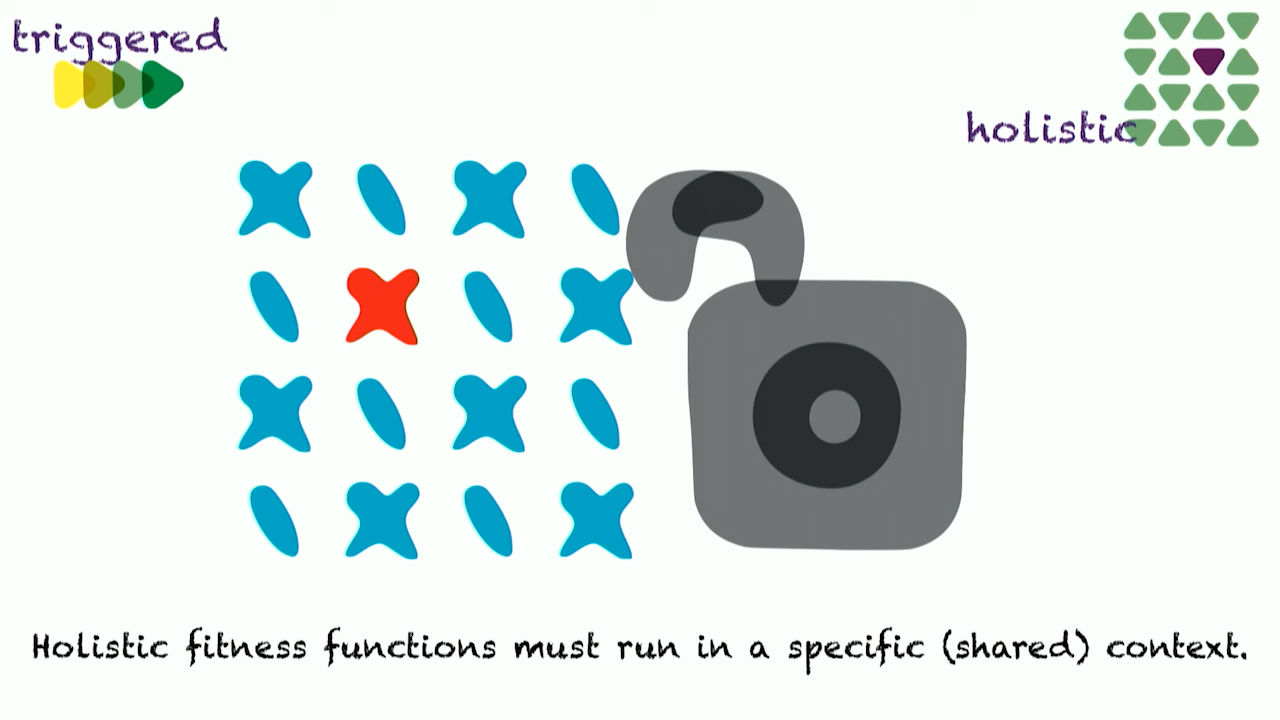 triggered
holistic
Holistic fitness functions must run in a specific (shared) context.